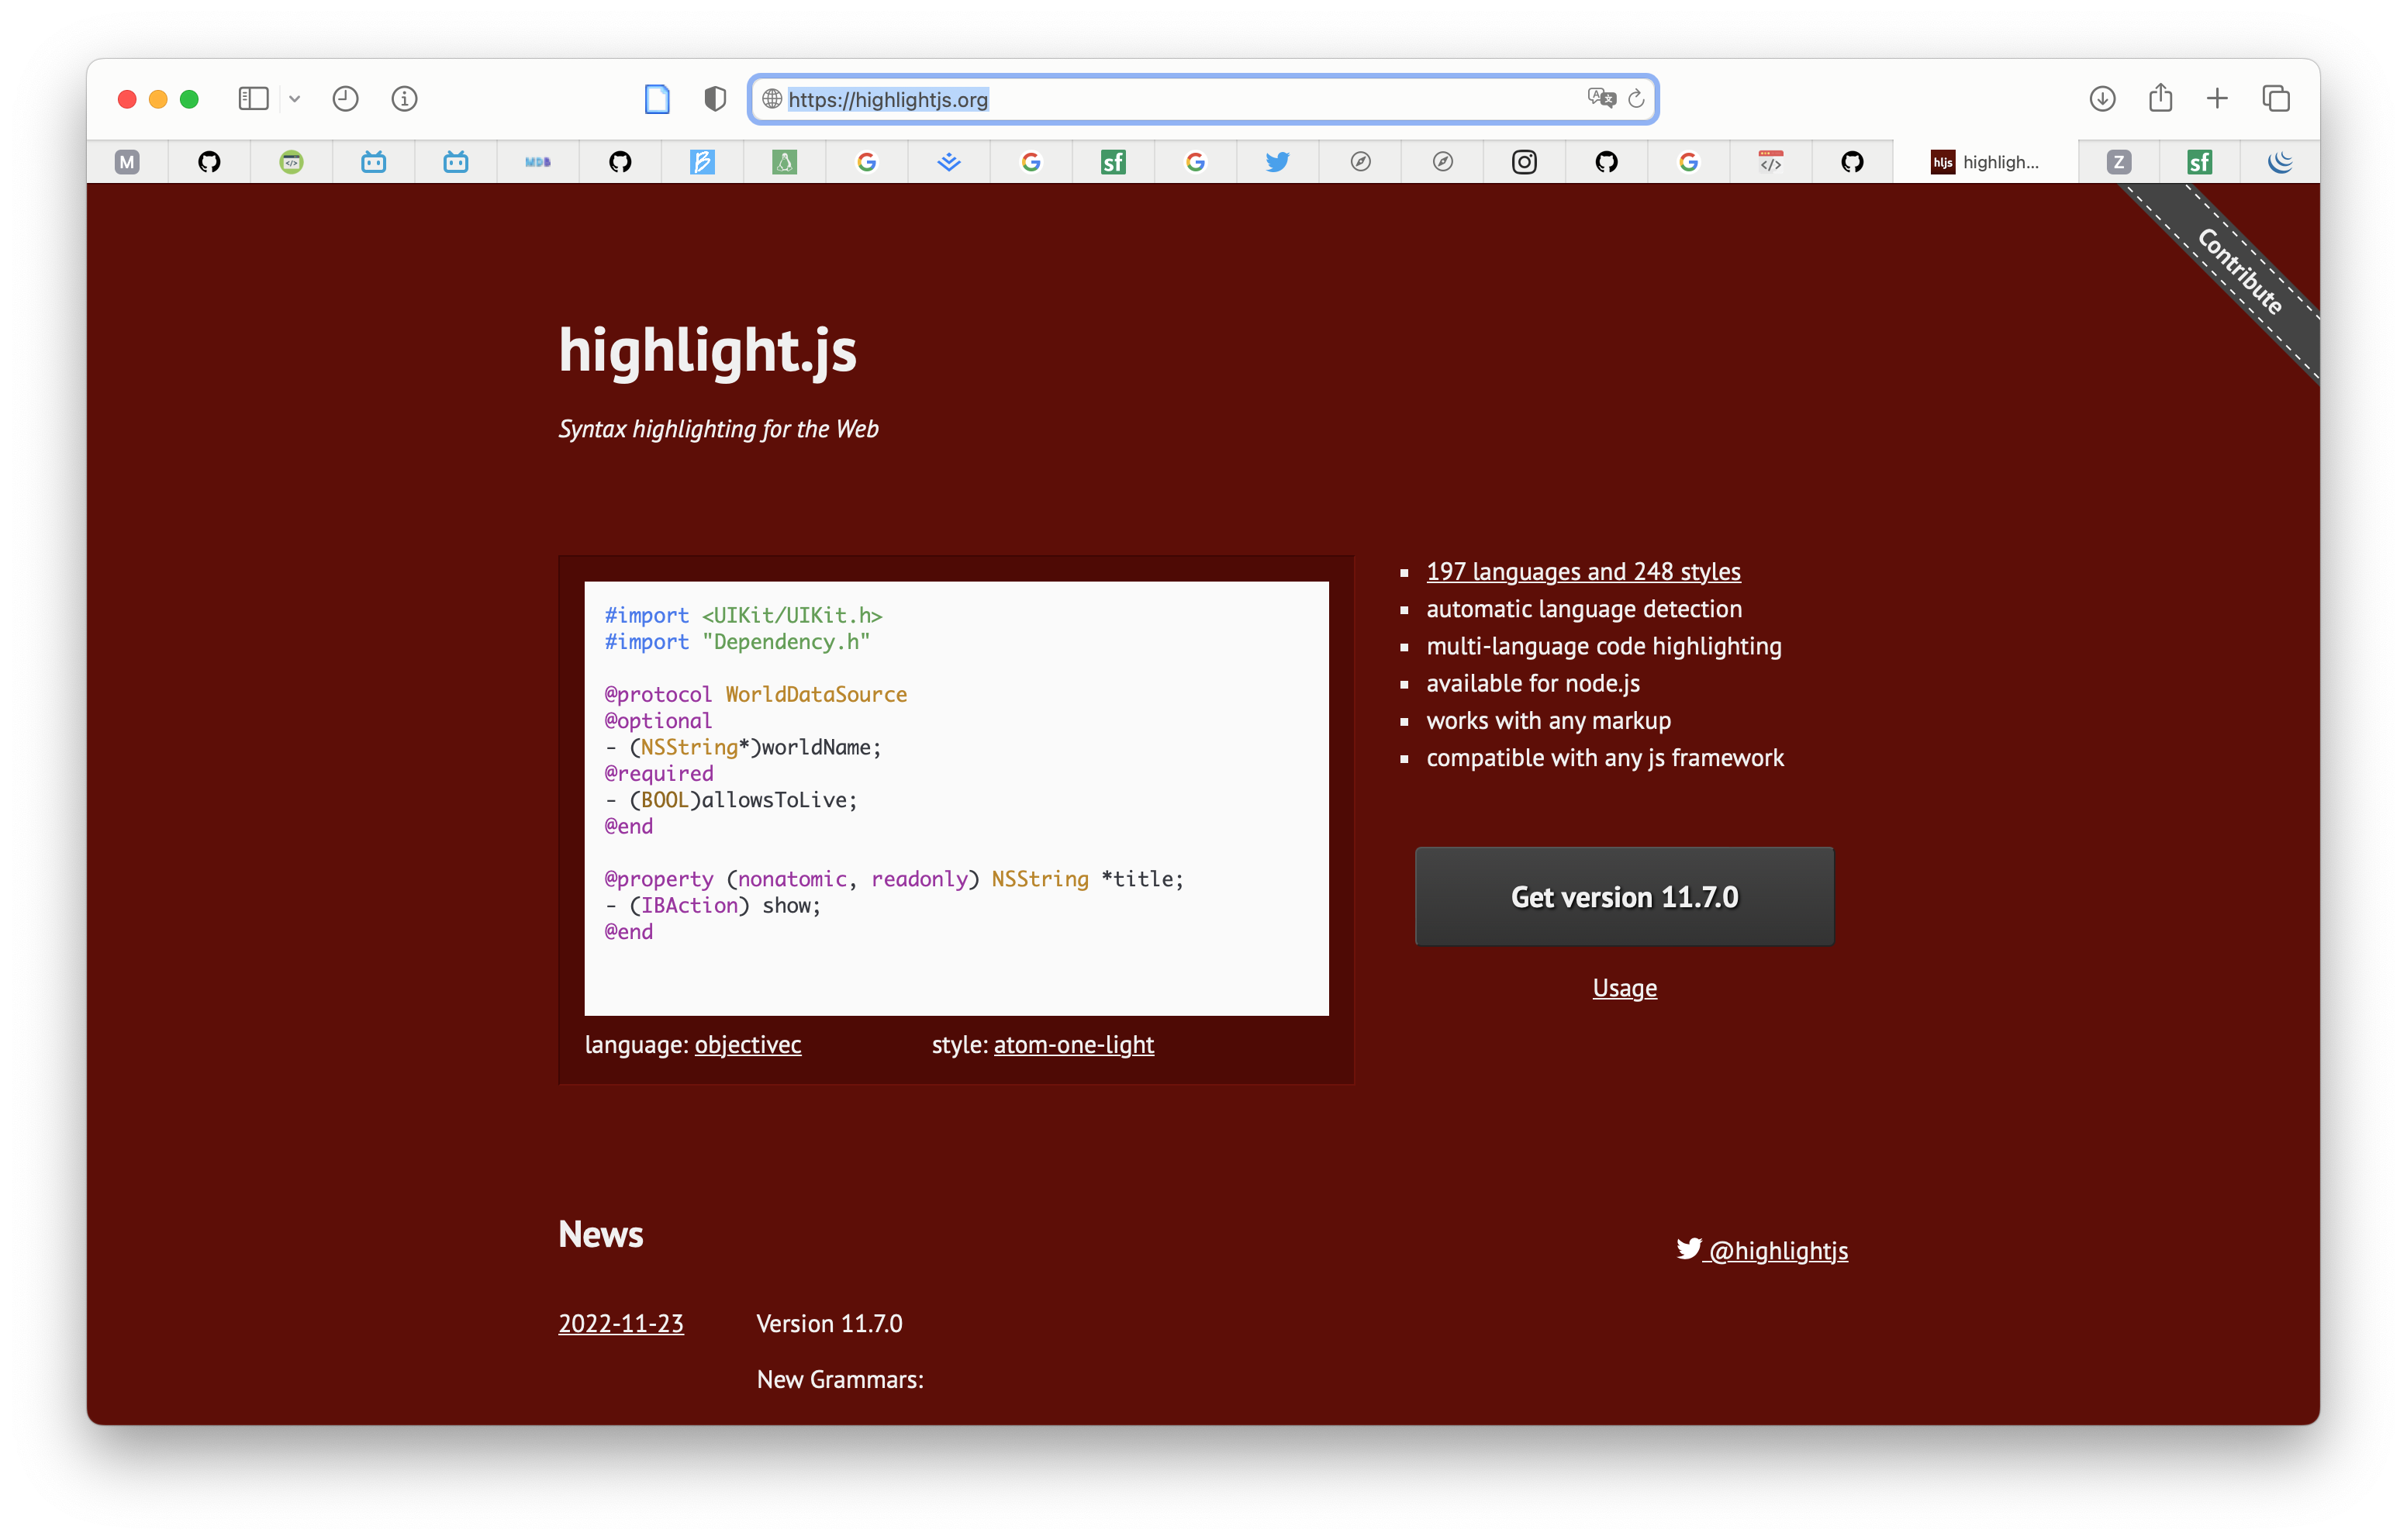 https://highlightjs.org
M
MDB
B
sf
hljs highligh...
Z
sf
Contribute
highlight.js
Syntax highlighting for the Web
#import <UIKit/UIKit.h>
#import "Dependency.h"
@protocol WorldDataSource
@optional
- (NSString*)worldName;
@required
- (BOOL)allowsToLive;
@end
@property (nonatomic, readonly) NSString *title;
- (IBAction) show;
@end
language: objectivec
style: atom-one-light
197 languages and 248 styles
automatic language detection
multi-language code highlighting
available for node.js
works with any markup
compatible with any js framework
Get version 11.7.0
Usage
News
@highlightjs
2022-11-23
Version 11.7.0
New Grammars: